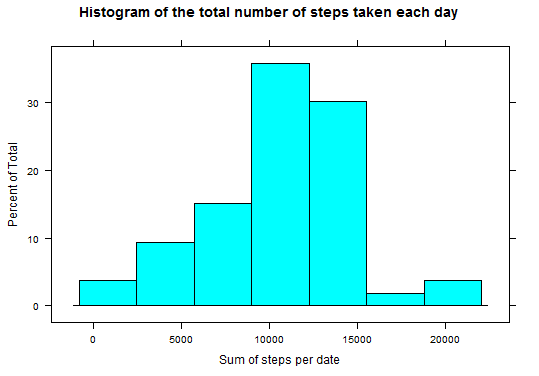 Histogram of the total number of steps taken each day
Percent of Total
30
20
10
0
0 5000 10000 15000 20000
Sum of steps per date